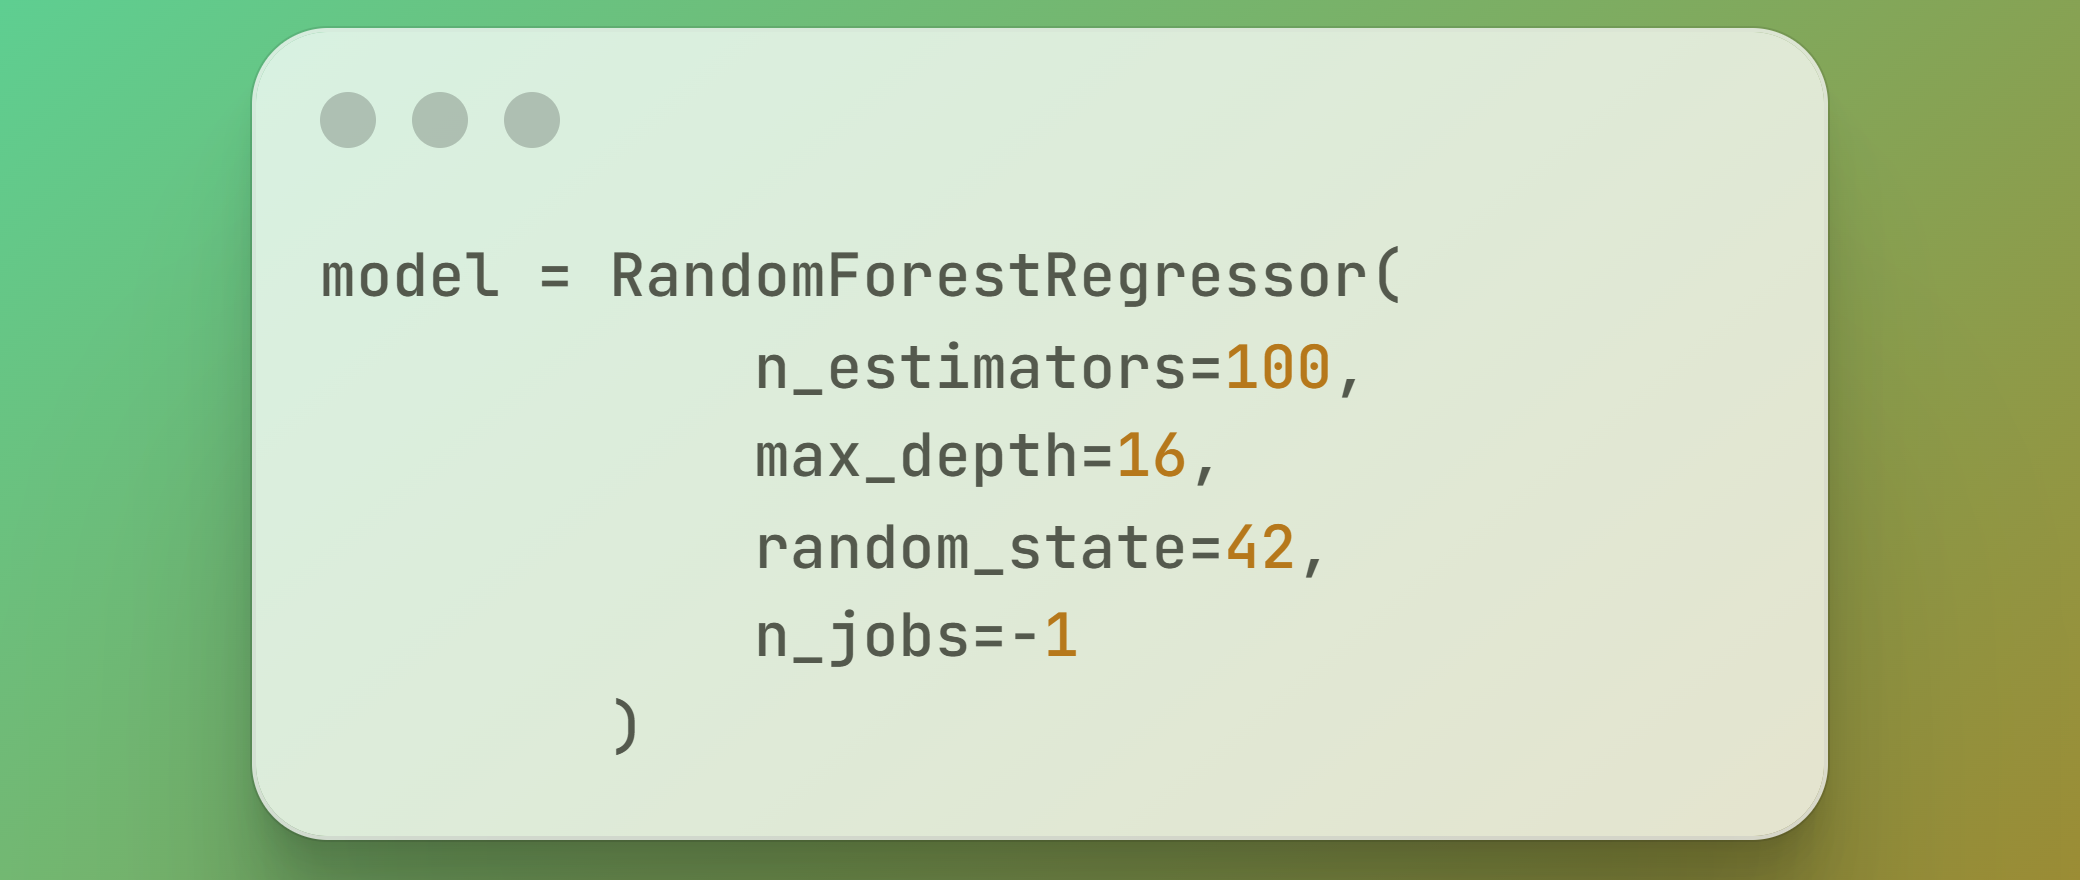 model = RandomForestRegressor(
            n_estimators=100,
            max_depth=16,
            random_state=42,
            n_jobs=-1
        )